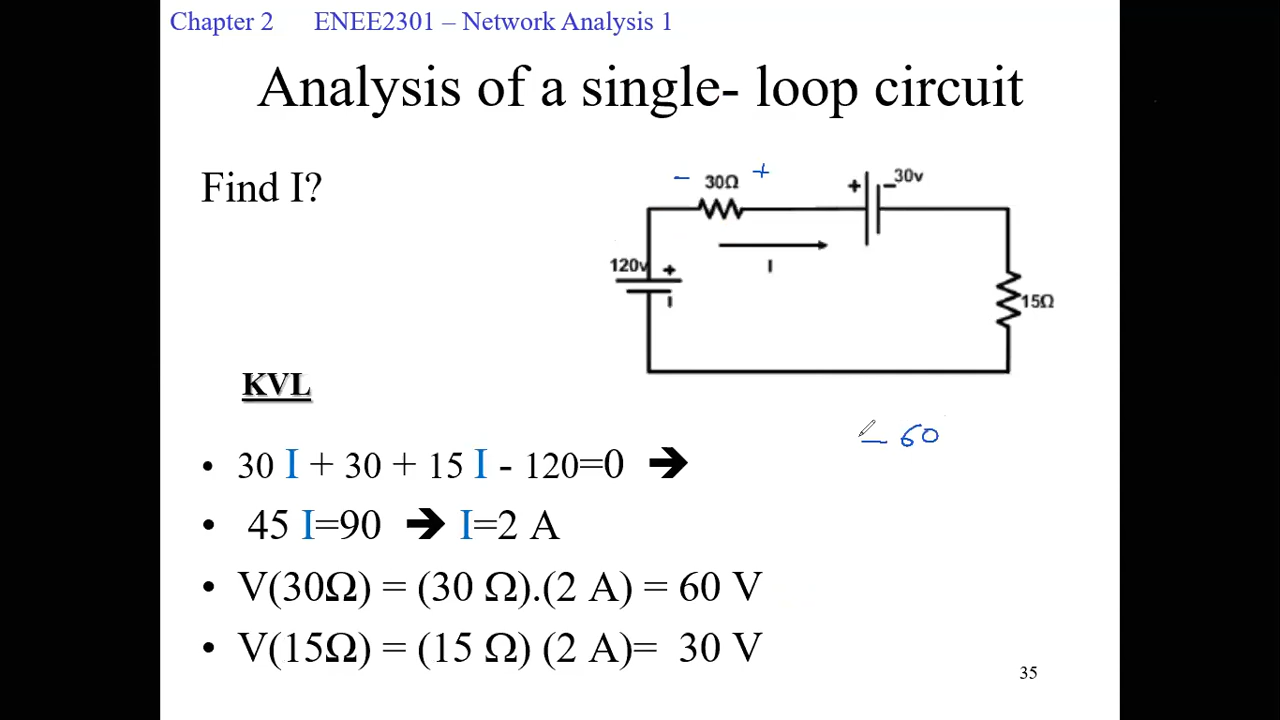 Chapter 2 ENEE2301 – Network Analysis 1
Analysis of a single- loop circuit
Find I?
- 30Ω +
+ – 30v
120v +
I
I
15Ω
KVL
– 60
• 30 I + 30 + 15 I - 120=0 ➔
• 45 I=90 ➔ I=2 A
• V(30Ω) = (30 Ω).(2 A) = 60 V
• V(15Ω) = (15 Ω) (2 A)= 30 V
35